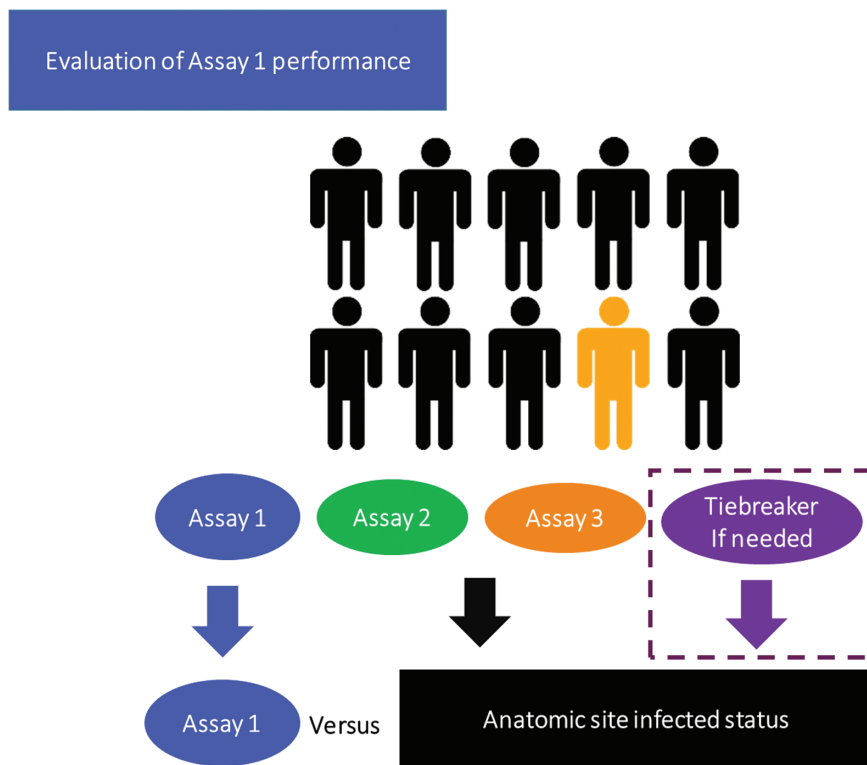 Evaluation of Assay 1 performance
Assay 1
Assay 2
Assay 3
Tiebreaker
If needed
Assay 1
Versus
Anatomic site infected status